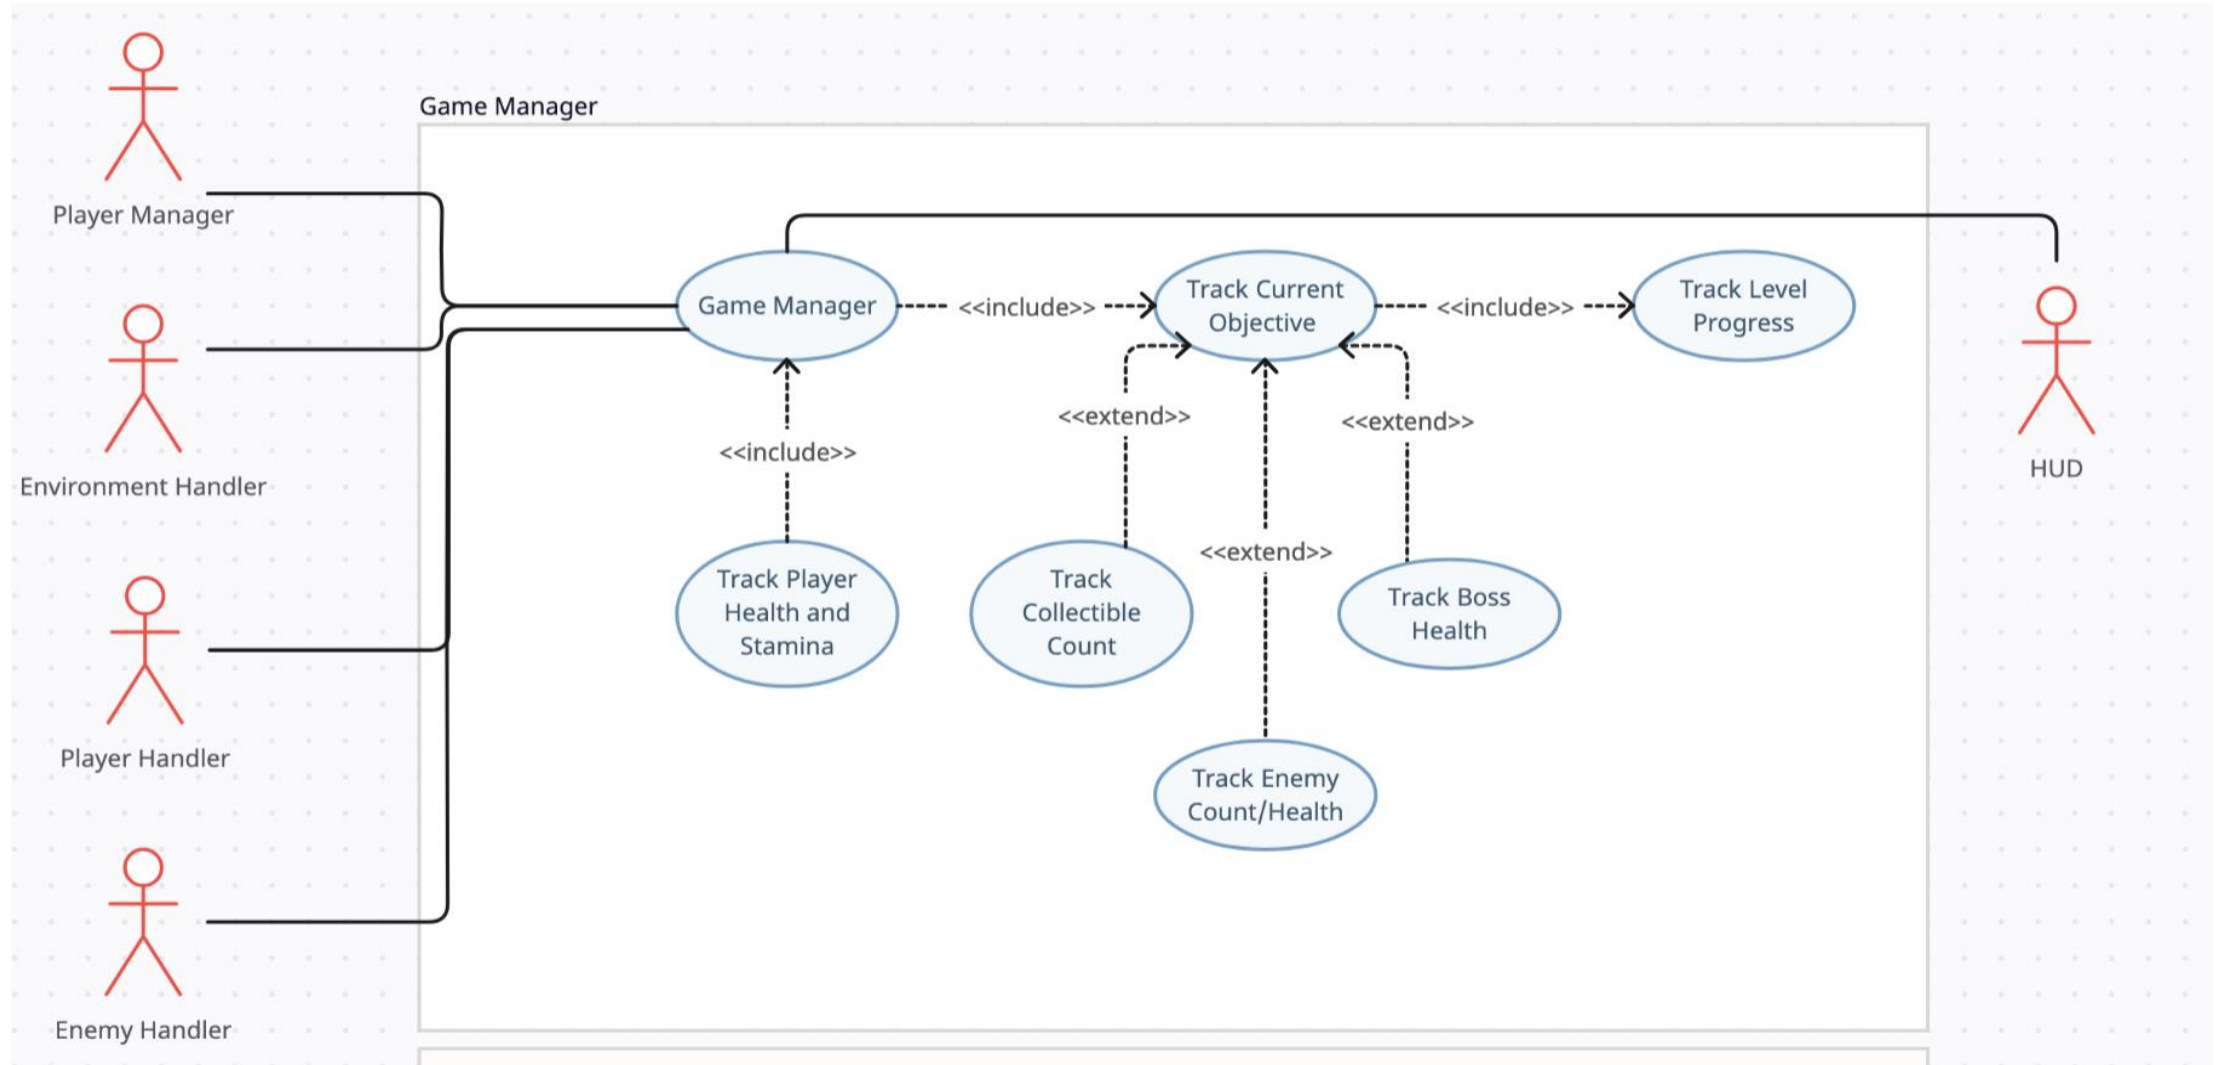 Game Manager
Player Manager
Environment Handler
Player Handler
Enemy Handler
Game Manager
<<include>>
Track Current
Objective
<<include>>
Track Level
Progress
<<include>>
<<extend>>
<<extend>>
<<extend>>
Track Player
Health and
Stamina
Track
Collectible
Count
Track Boss
Health
Track Enemy
Count/Health
HUD